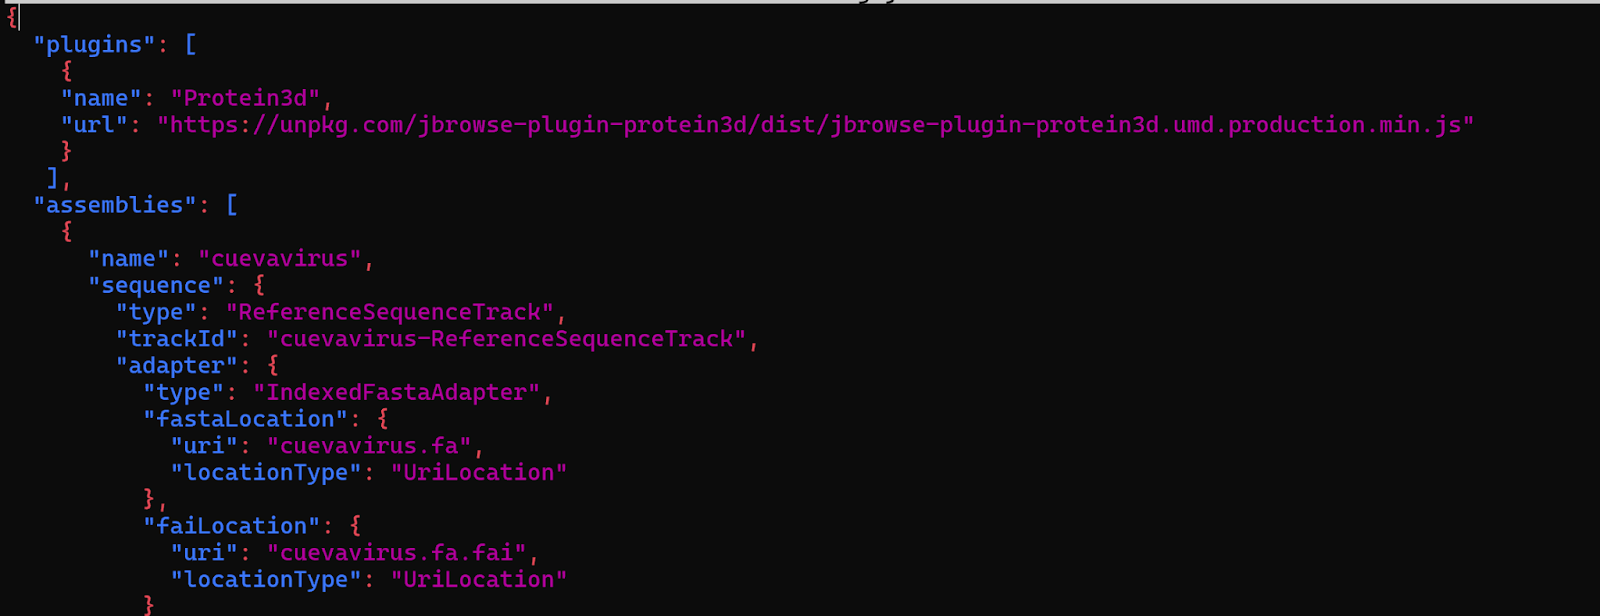 {
  "plugins": [
    {
    "name": "Protein3d",
    "url": "https://unpkg.com/jbrowse-plugin-protein3d/dist/jbrowse-plugin-protein3d.umd.production.min.js"
    }
   ],
  "assemblies": [
    {
      "name": "cuevavirus",
      "sequence": {
        "type": "ReferenceSequenceTrack",
        "trackId": "cuevavirus-ReferenceSequenceTrack",
        "adapter": {
          "type": "IndexedFastaAdapter",
          "fastaLocation": {
            "uri": "cuevavirus.fa",
            "locationType": "UriLocation"
          },
          "faiLocation": {
            "uri": "cuevavirus.fa.fai",
            "locationType": "UriLocation"
          }